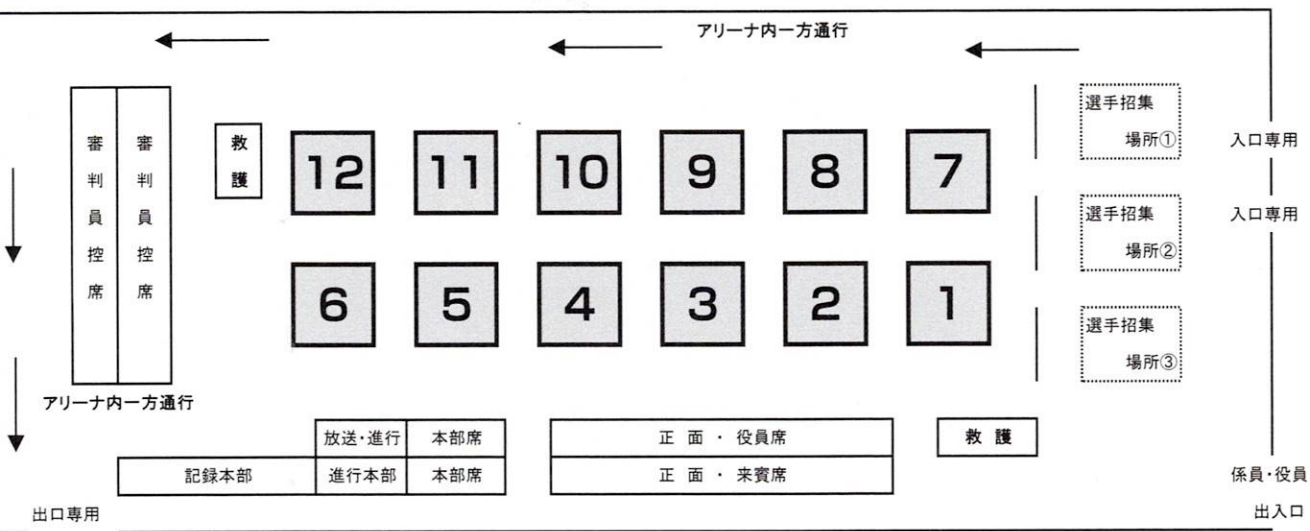 アリーナ内一方通行
選手招集
場所①
入口専用
審判員控席
審判員控席
救護
12
11
10
9
8
7
選手招集
場所②
入口専用
6
5
4
3
2
1
選手招集
場所③
アリーナ内一方通行
放送・進行
本部席
正面・役員席
救護
記録本部
進行本部
本部席
正面・来賓席
係員・役員
出入口
出口専用